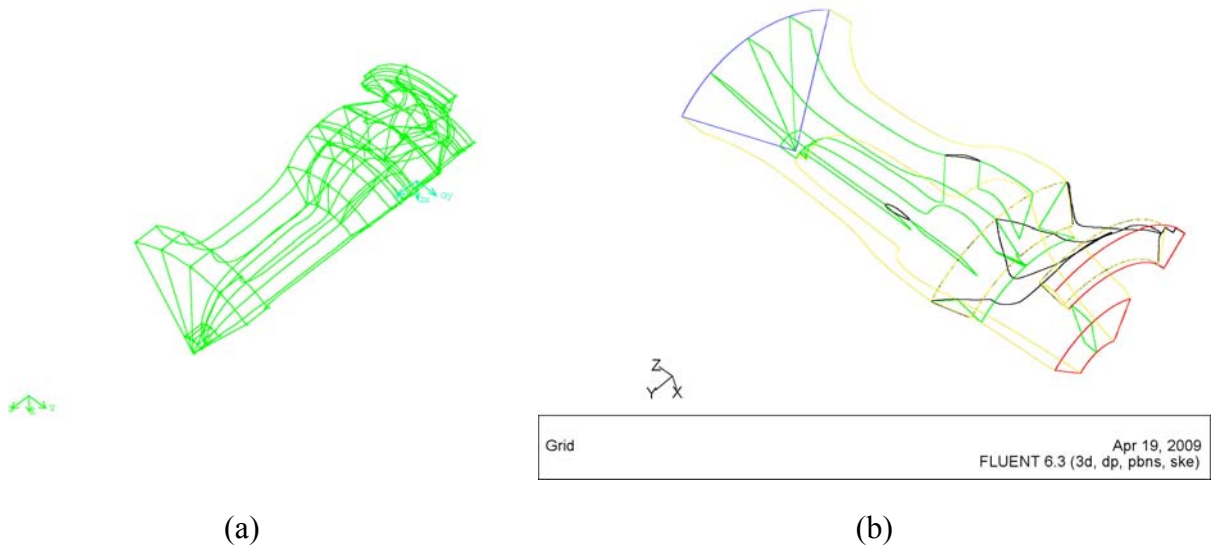 Z
Y
X
Grid
Apr 19, 2009
FLUENT 6.3 (3d, dp, pbns, ske)
(a)
(b)